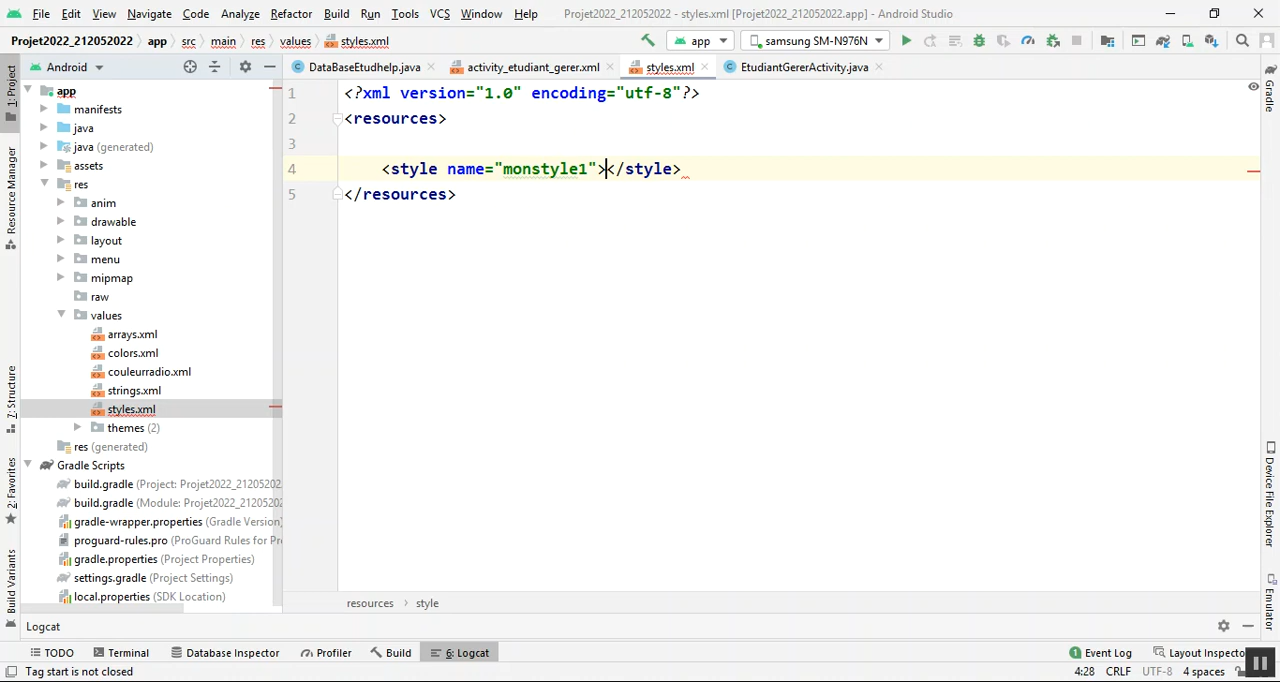 File Edit View Navigate Code Analyze Refactor Build Run Tools VCS Window Help Projet2022_212052022 - styles.xml [Projet2022_212052022.app] - Android Studio
Projet2022_212052022 app src main res values styles.xml app samsung SM-N976N
Android DataBaseEtudhelp.java activity_etudiant_gerer.xml styles.xml EtudiantGererActivity.java
1: Project
Resource Manager
7: Structure
2: Favorites
Build Variants
app
manifests
java
java (generated)
assets
res
anim
drawable
layout
menu
mipmap
raw
values
arrays.xml
colors.xml
couleurradio.xml
strings.xml
styles.xml
themes (2)
res (generated)
Gradle Scripts
build.gradle (Project: Projet2022_21205202
build.gradle (Module: Projet2022_2120520
gradle-wrapper.properties (Gradle Version)
proguard-rules.pro (ProGuard Rules for Pr
gradle.properties (Project Properties)
settings.gradle (Project Settings)
local.properties (SDK Location)
1 <?xml version="1.0" encoding="utf-8"?>
2 <resources>
3
4 <style name="monstyle1"></style>
5 </resources>
resources style
Gradle
Device File Explorer
Emulator
Logcat
TODO Terminal Database Inspector Profiler Build 6: Logcat 1 Event Log Layout Inspecto
Tag start is not closed 4:28 CRLF UTF-8 4 spaces